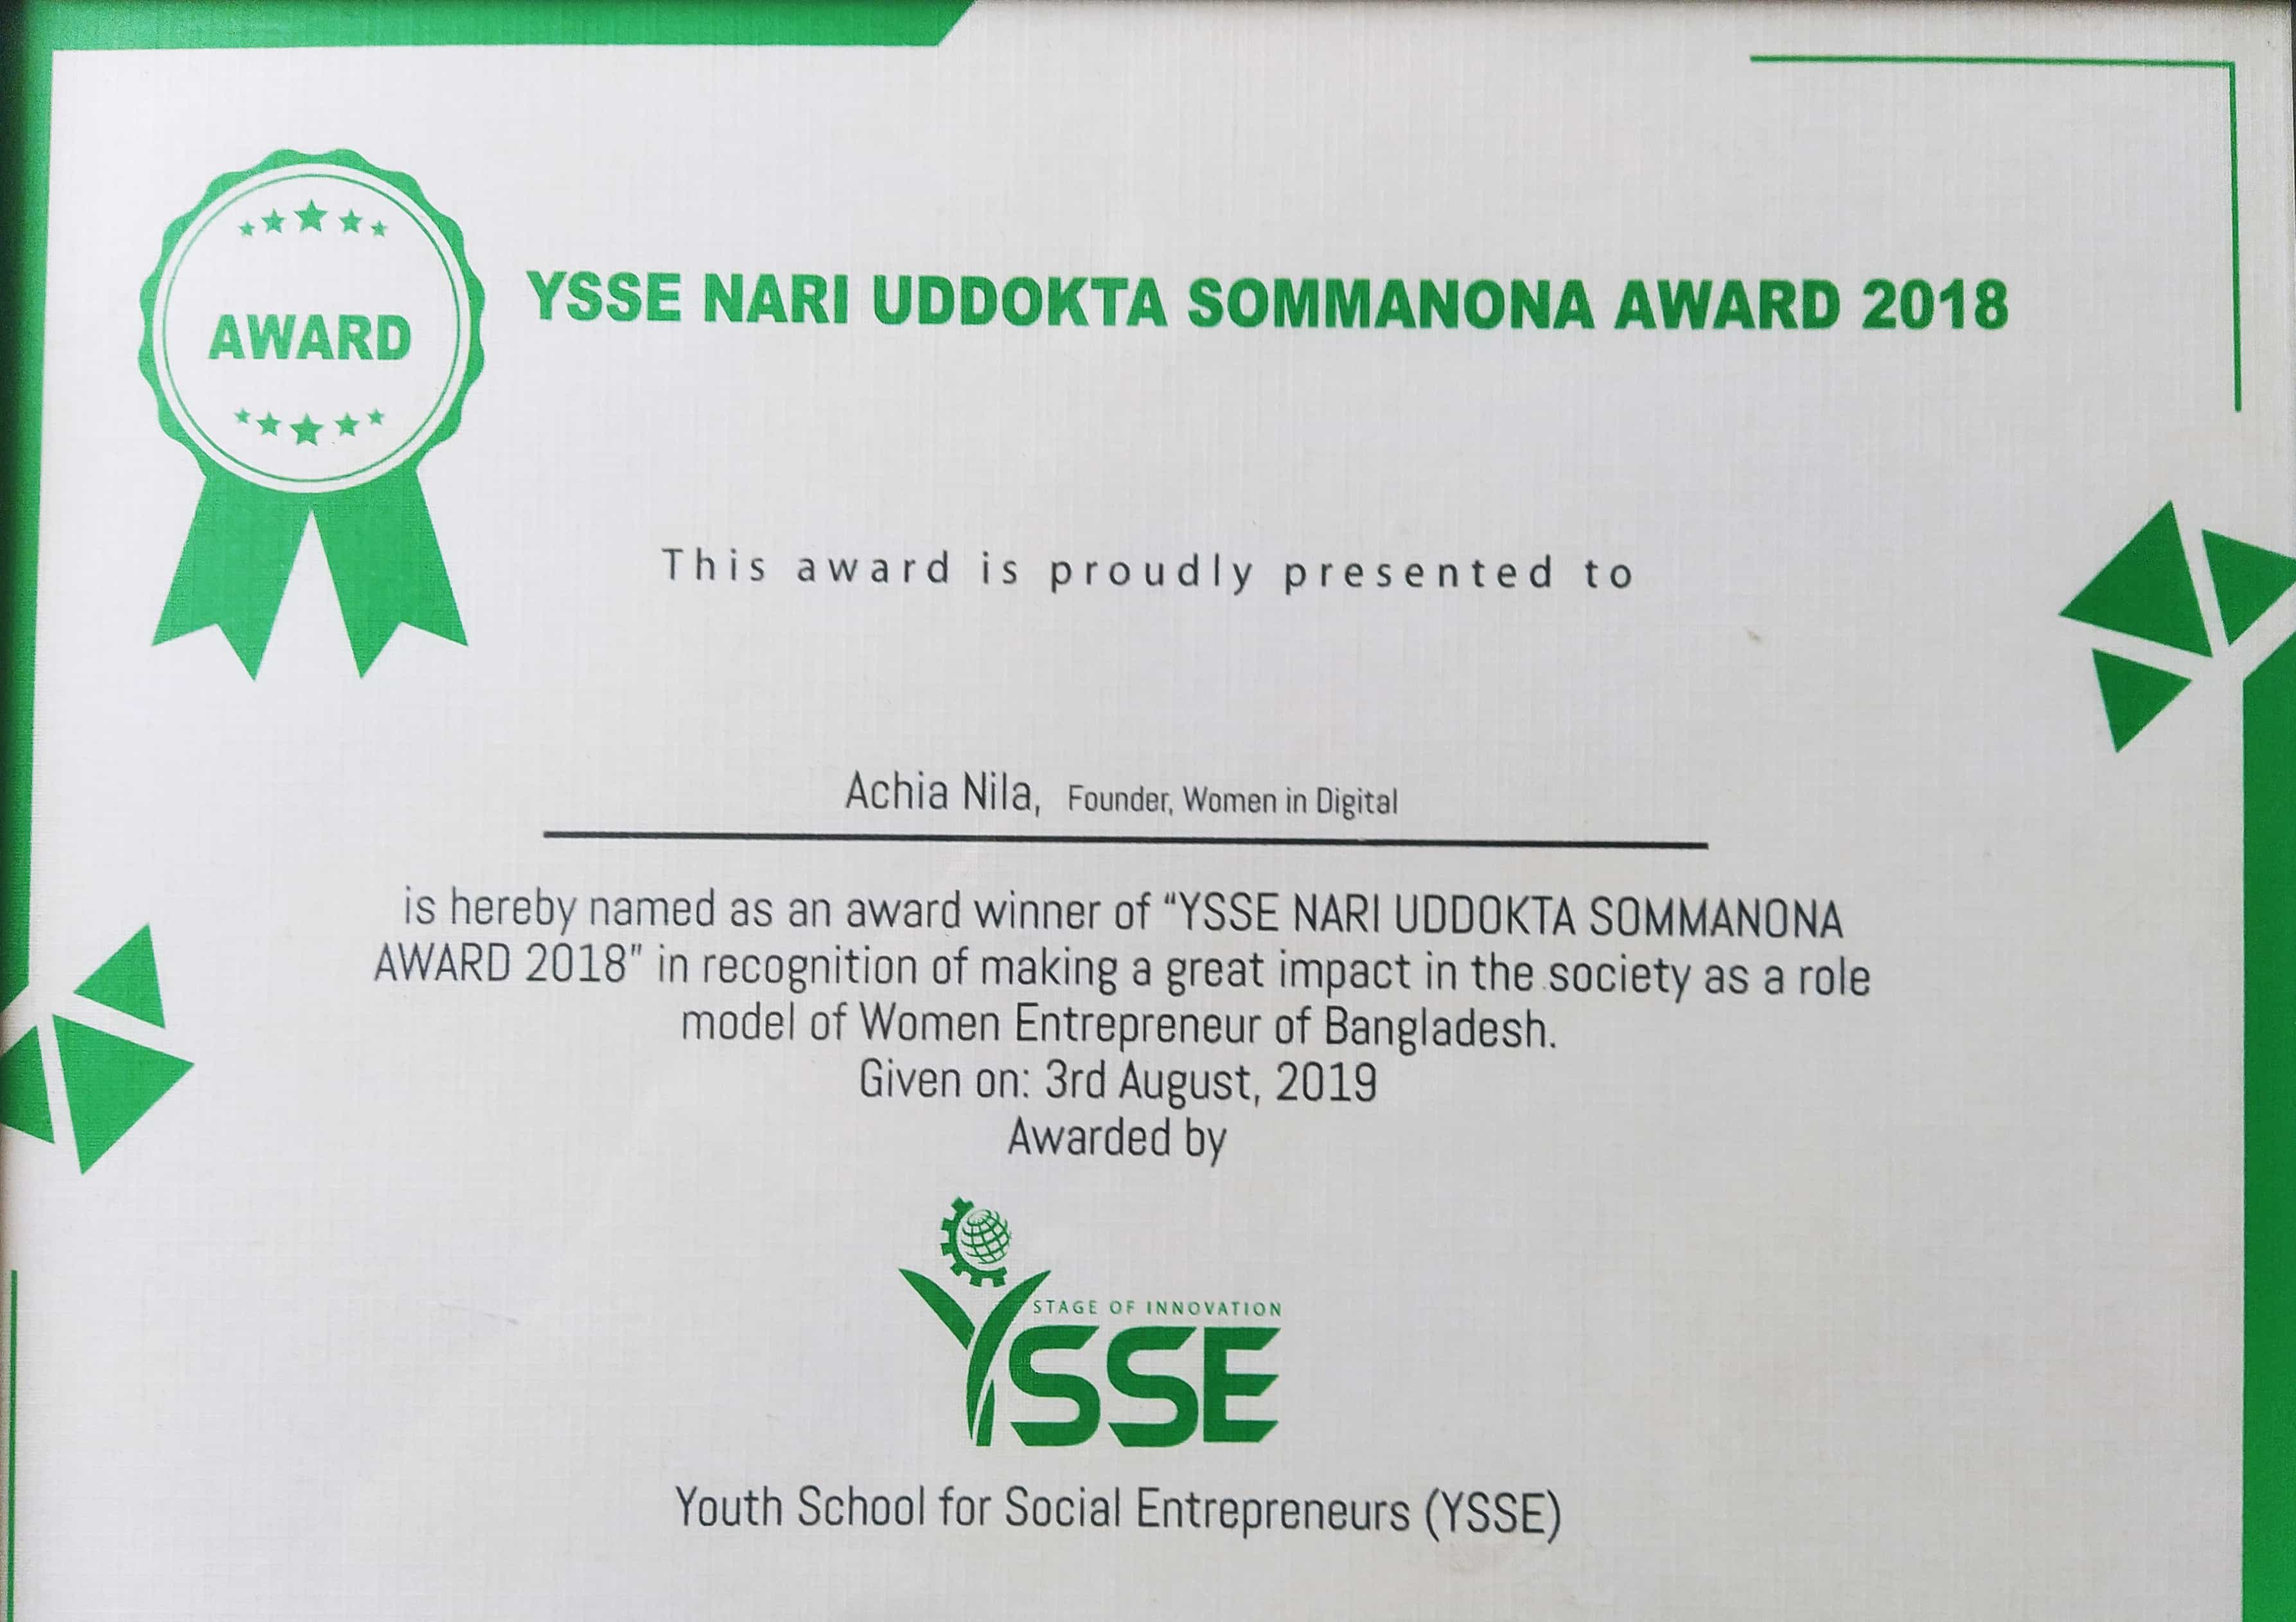 YSSE NARI UDDOKTA SOMMANONA AWARD 2018
AWARD
This award is proudly presented to
Achia Nila, Founder, Women in Digital
is hereby named as an award winner of “YSSE NARI UDDOKTA SOMMANONA
AWARD 2018” in recognition of making a great impact in the society as a role
model of Women Entrepreneur of Bangladesh.
Given on: 3rd August, 2019
Awarded by
STAGE OF INNOVATION
YSSE
Youth School for Social Entrepreneurs (YSSE)